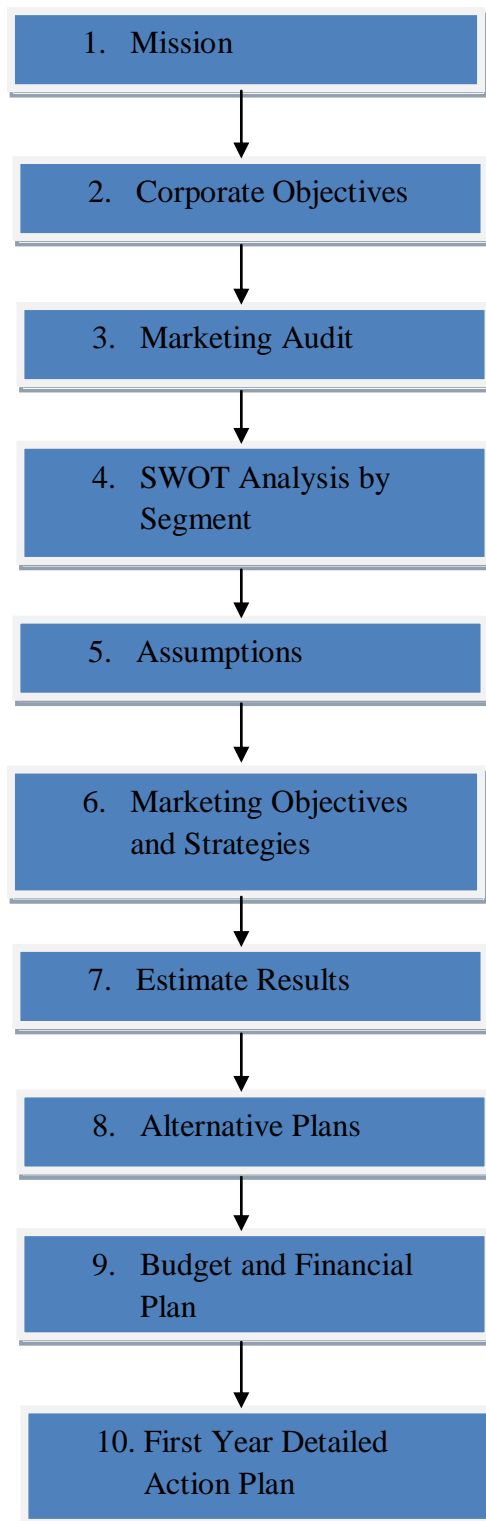 1. Mission
2. Corporate Objectives
3. Marketing Audit
4. SWOT Analysis by
Segment
5. Assumptions
6. Marketing Objectives
and Strategies
7. Estimate Results
8. Alternative Plans
9. Budget and Financial
Plan
10. First Year Detailed
Action Plan